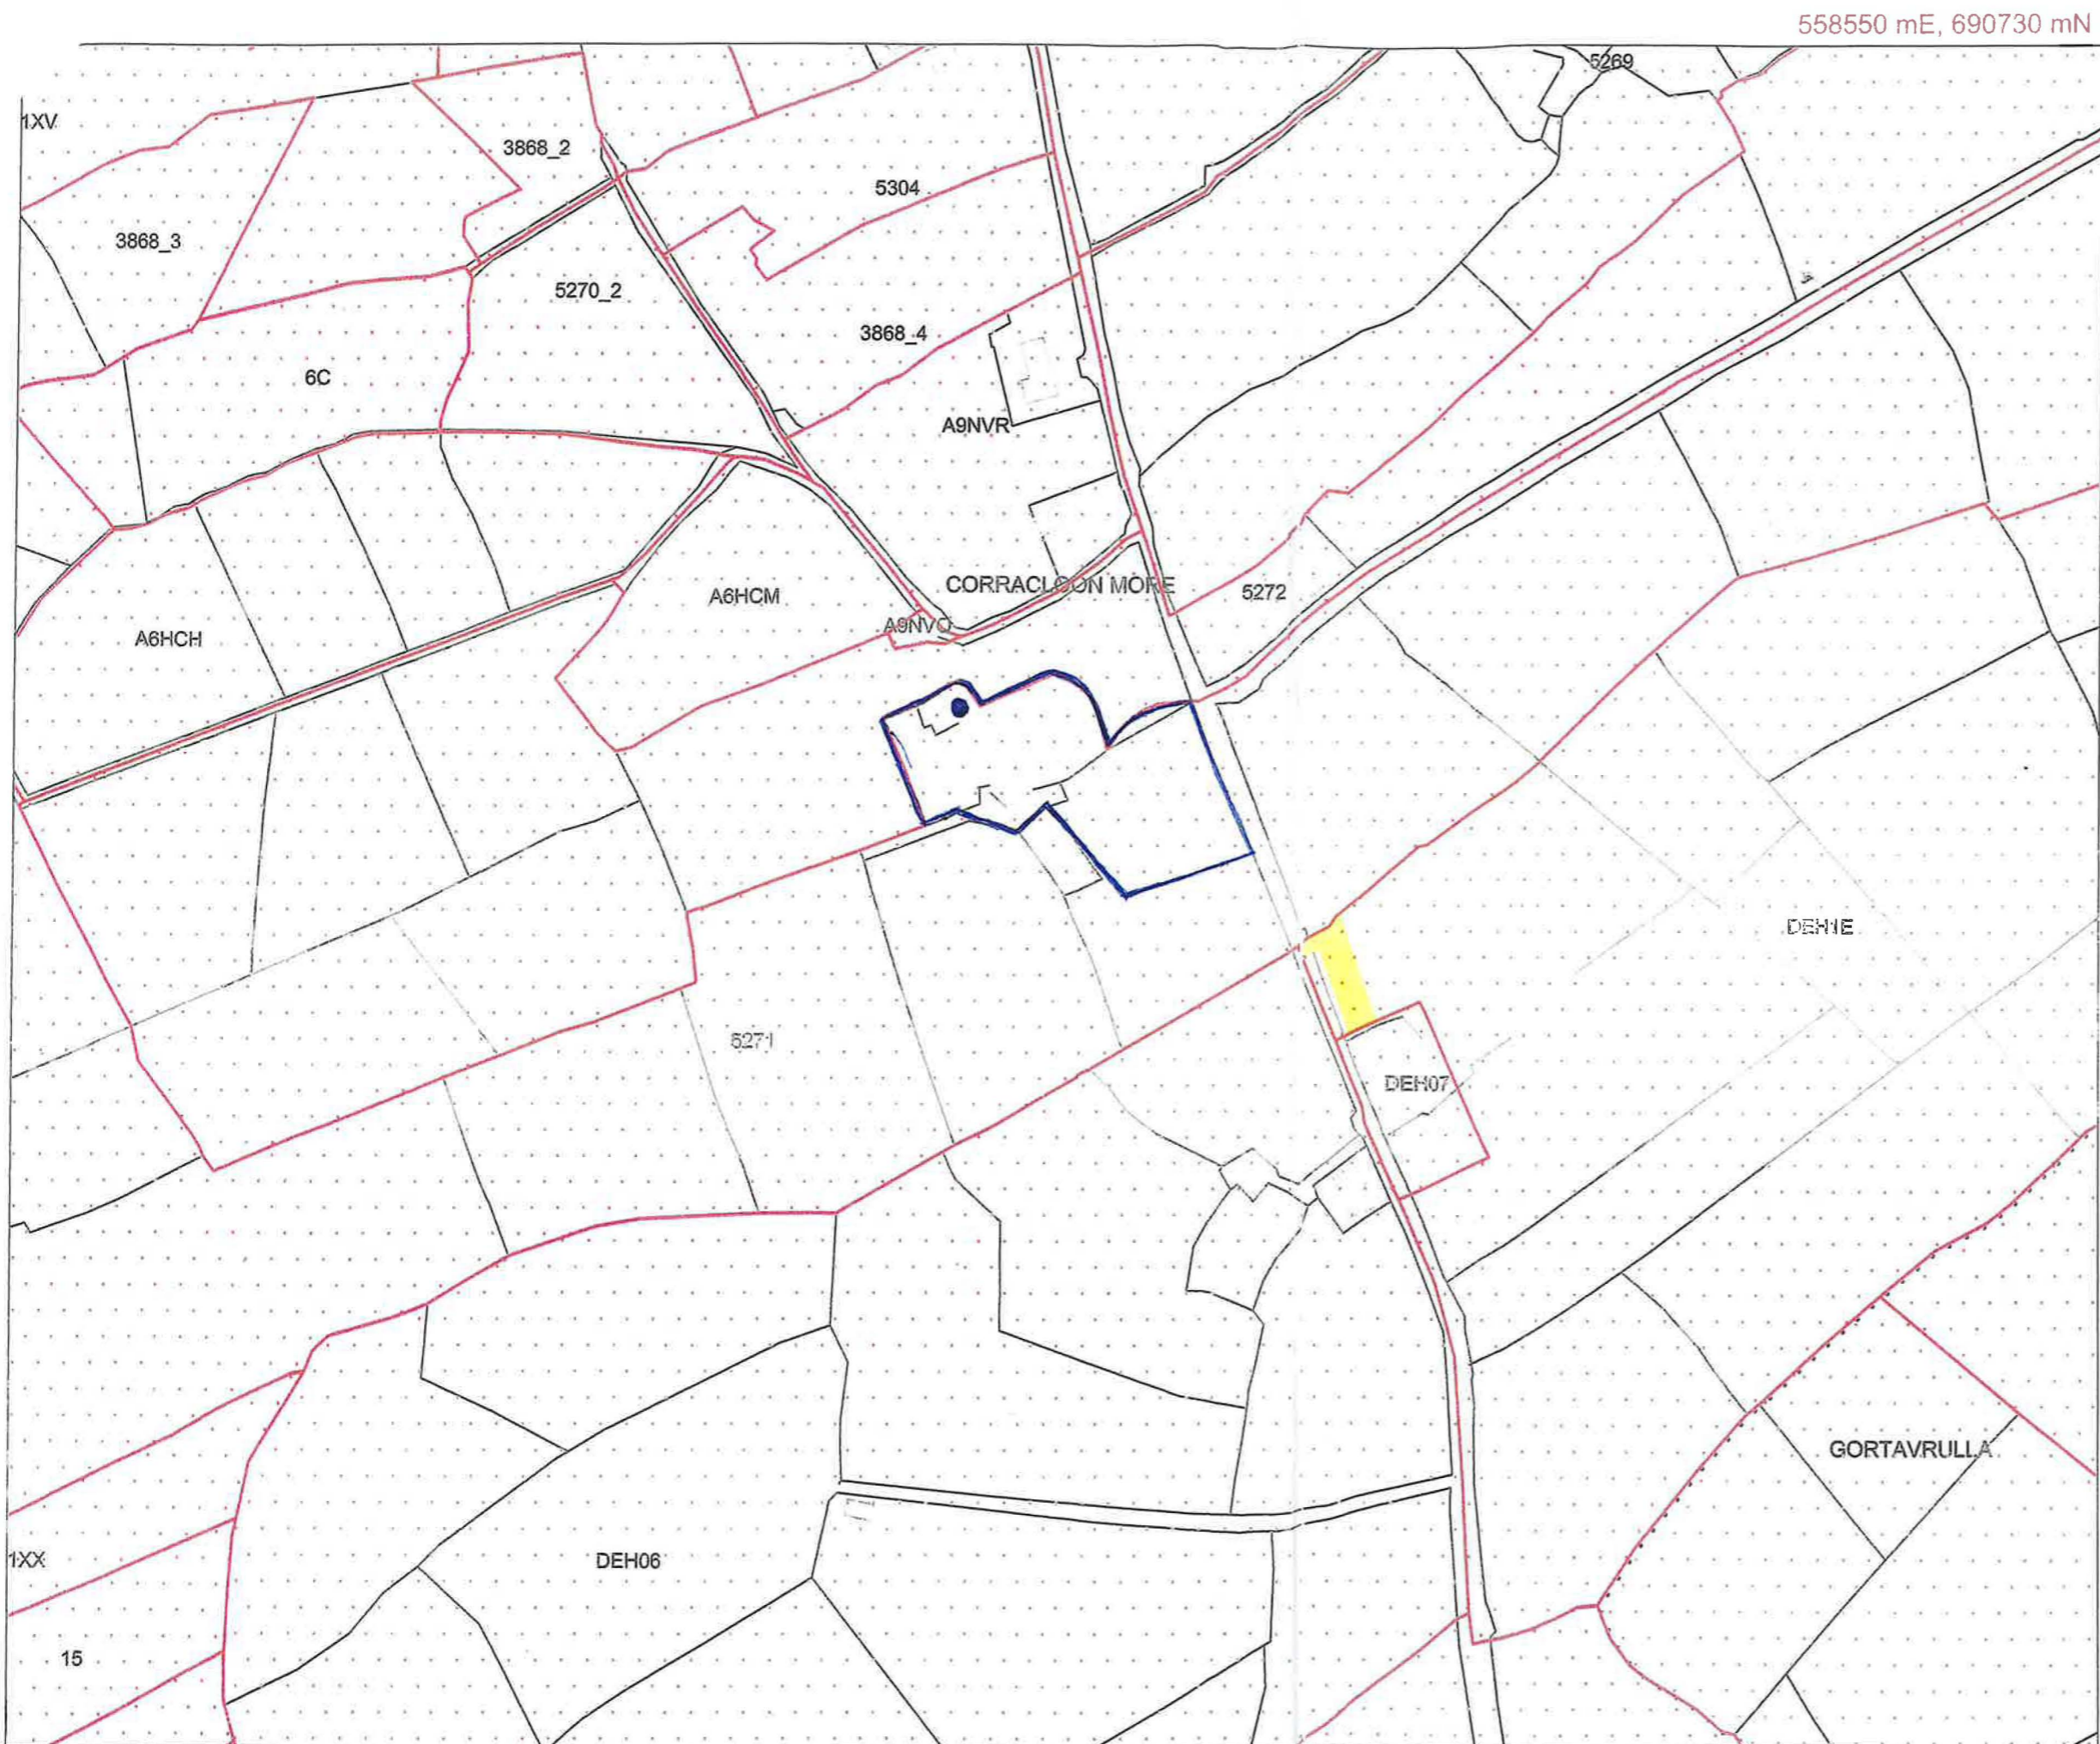 558550 mE, 690730 mN
5269
1XV
3868_2
5304
3868_3
5270_2
3868_4
6C
A9NVR
CORRACLOON MORE
5272
A6HCM
A9NVO
A6HCH
DEH1E
5271
DEH07
GORTAVRULLA
1XX
DEH06
15